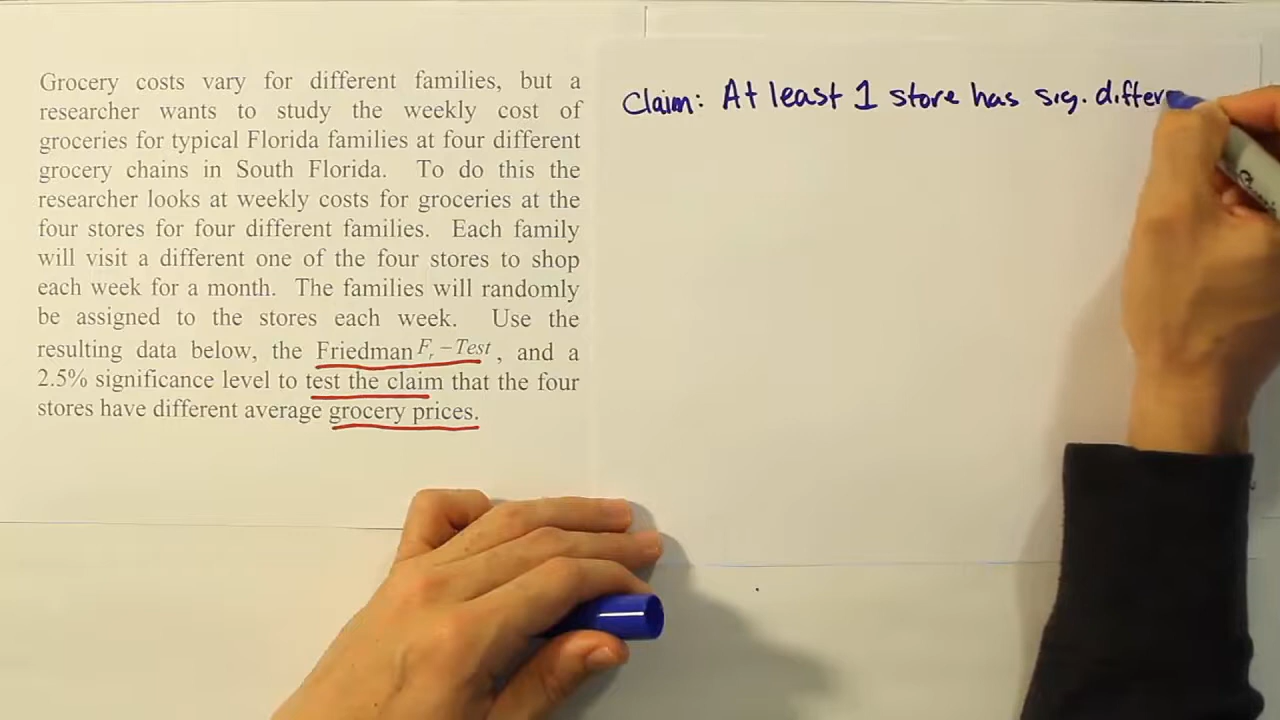 Grocery costs vary for different families, but a
researcher wants to study the weekly cost of
groceries for typical Florida families at four different
grocery chains in South Florida. To do this the
researcher looks at weekly costs for groceries at the
four stores for four different families. Each family
will visit a different one of the four stores to shop
each week for a month. The families will randomly
be assigned to the stores each week. Use the
resulting data below, the Friedman Fr – Test, and a
2.5% significance level to test the claim that the four
stores have different average grocery prices.
Claim: At least 1 store has sig. differ